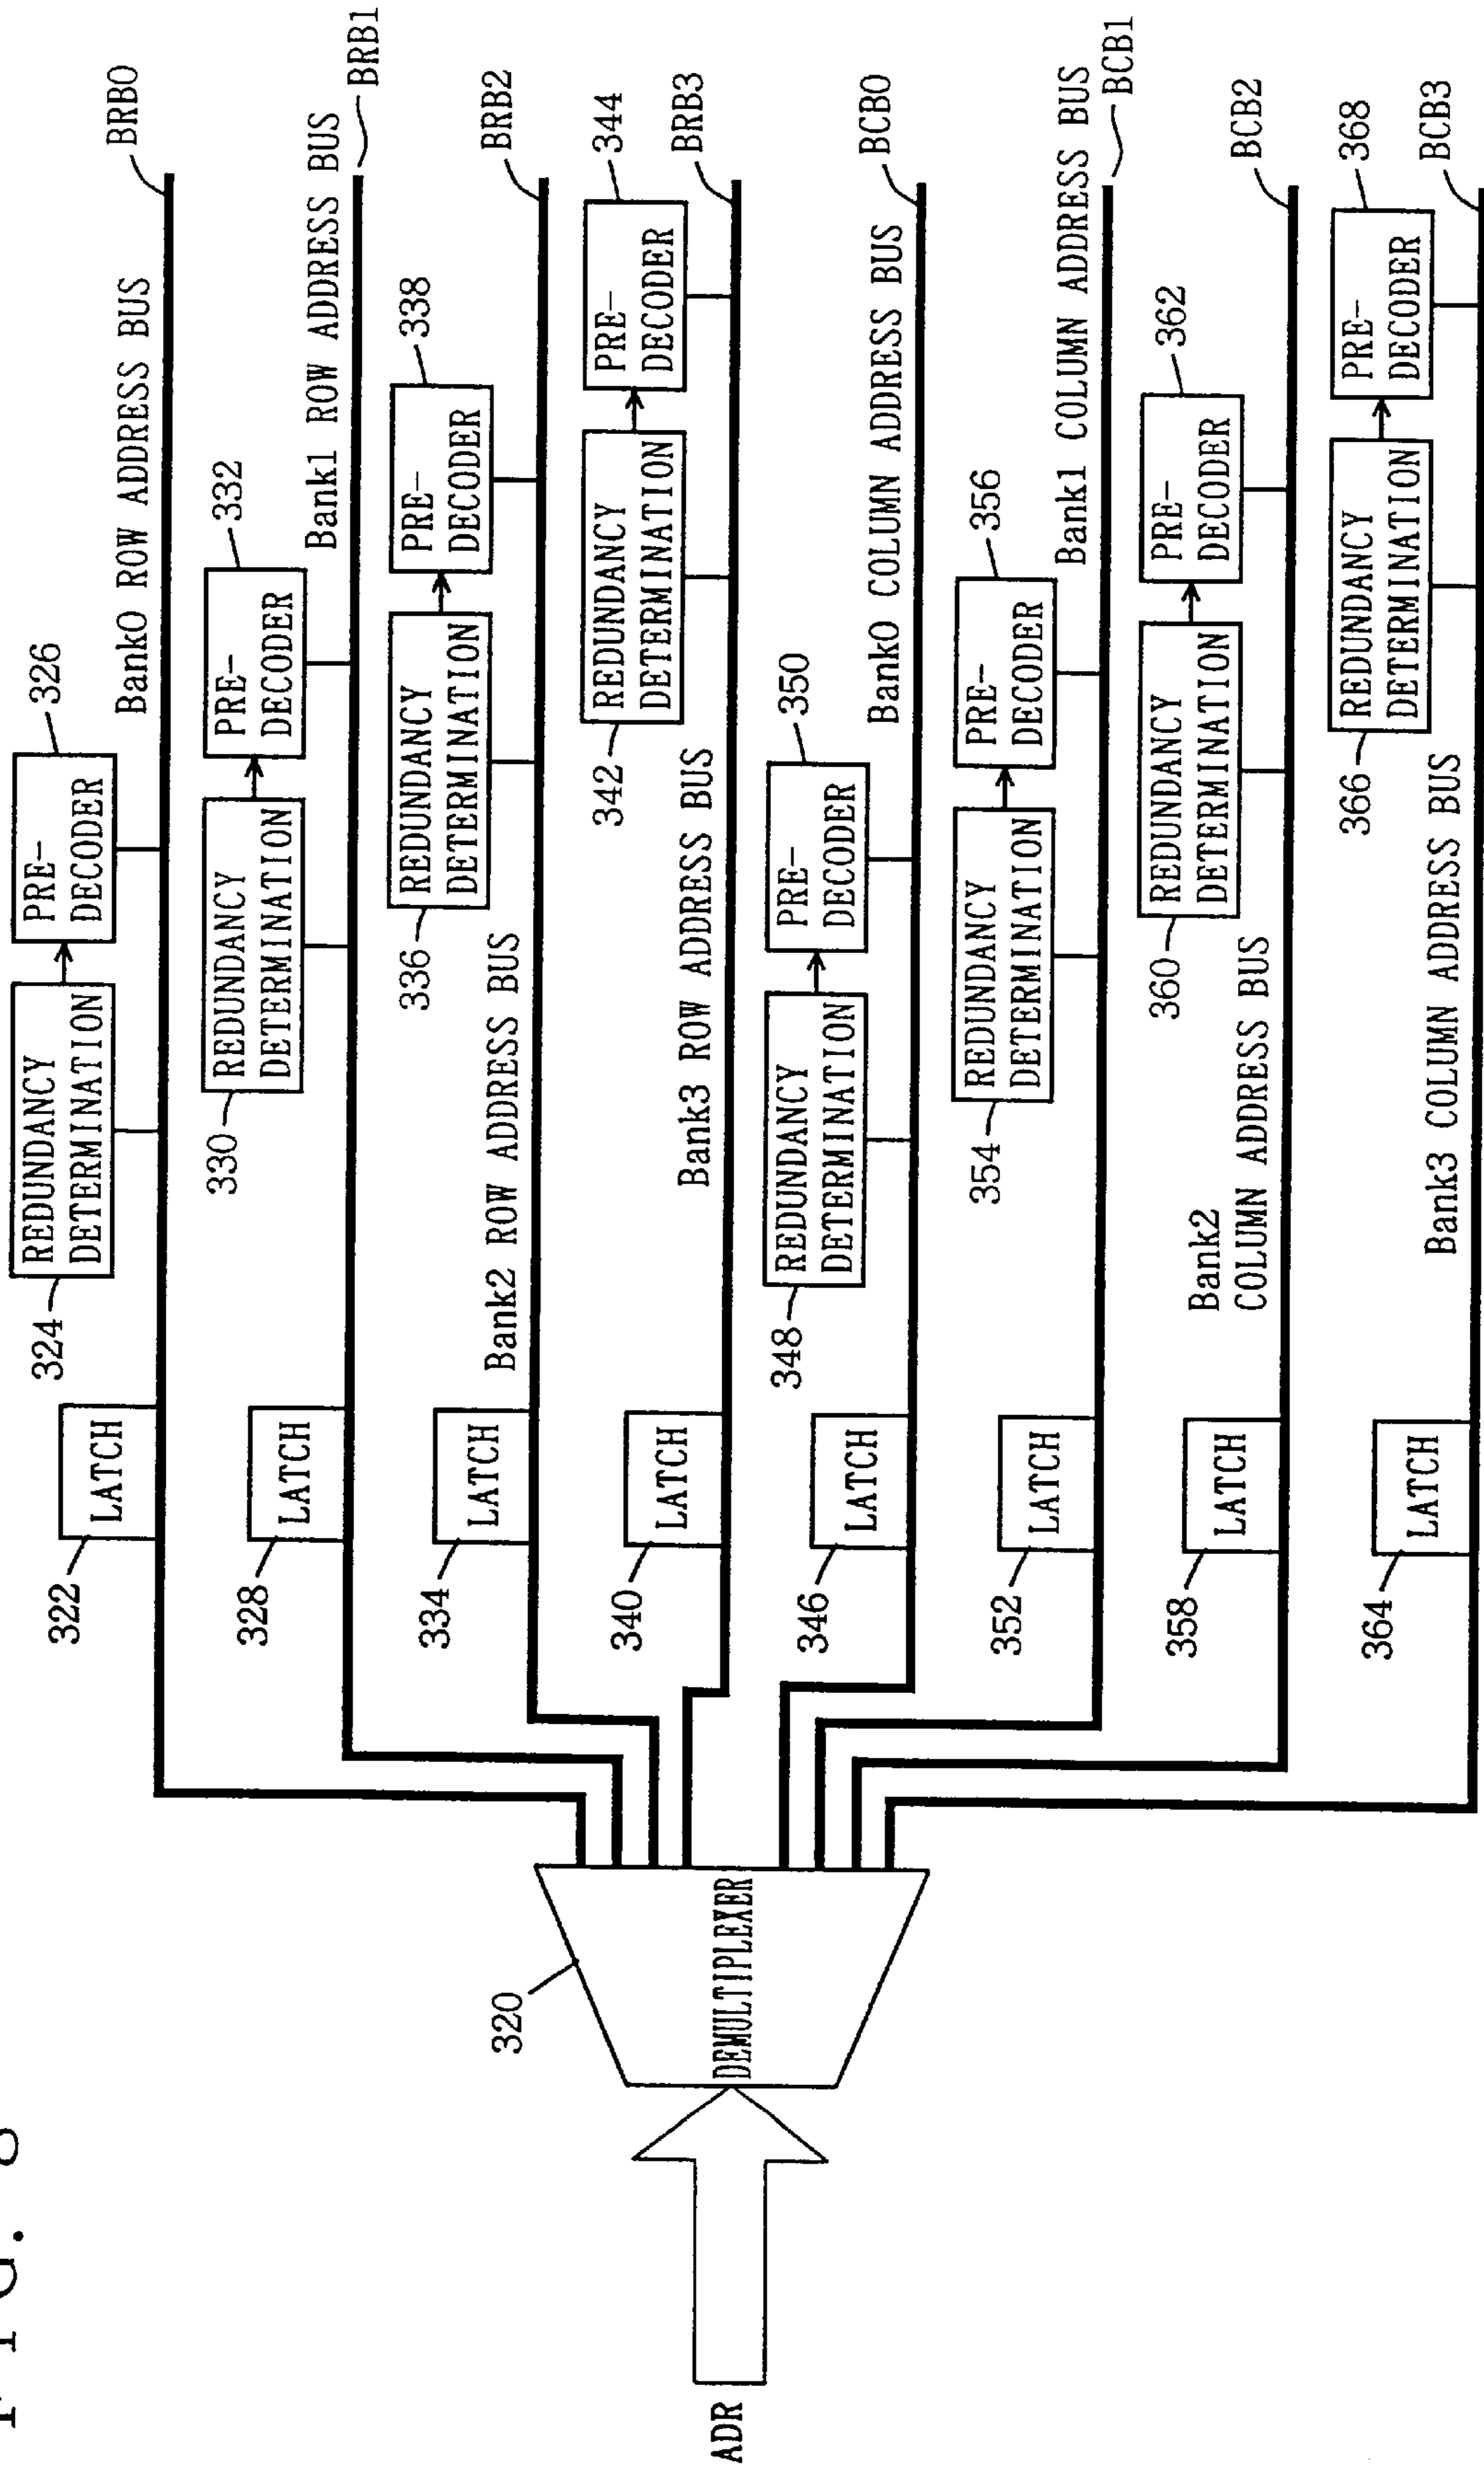 BRB0
326
Bank0 ROW ADDRESS BUS
PRE-
DECODER
REDUNDANCY
DETERMINATION
324
LATCH
322
BRB1
332
Bank1 ROW ADDRESS BUS
PRE-
DECODER
REDUNDANCY
DETERMINATION
330
LATCH
328
BRB2
338
PRE-
DECODER
REDUNDANCY
DETERMINATION
336
Bank2 ROW ADDRESS BUS
LATCH
334
BRB3
344
PRE-
DECODER
REDUNDANCY
DETERMINATION
342
Bank3 ROW ADDRESS BUS
LATCH
340
320
DEMULTIPLEXER
ADR
BCB0
Bank0 COLUMN ADDRESS BUS
350
PRE-
DECODER
REDUNDANCY
DETERMINATION
348
LATCH
346
BCB1
Bank1 COLUMN ADDRESS BUS
356
PRE-
DECODER
REDUNDANCY
DETERMINATION
354
LATCH
352
BCB2
362
PRE-
DECODER
REDUNDANCY
DETERMINATION
360
Bank2
COLUMN ADDRESS BUS
LATCH
358
BCB3
368
PRE-
DECODER
REDUNDANCY
DETERMINATION
366
Bank3 COLUMN ADDRESS BUS
LATCH
364